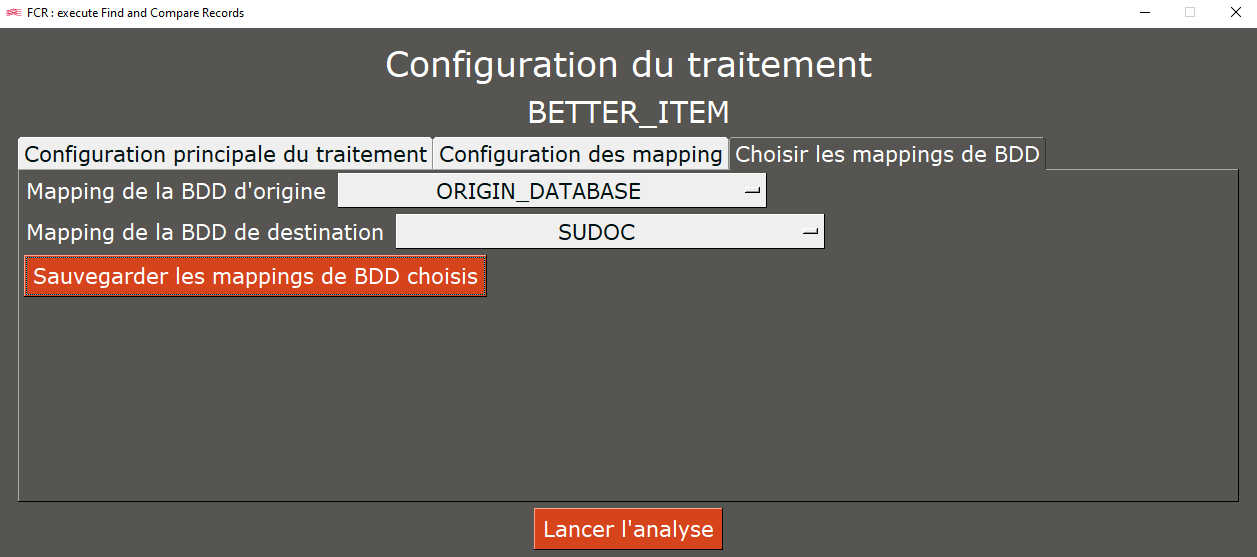 FCR : execute Find and Compare Records
Configuration du traitement
BETTER_ITEM
Configuration principale du traitement Configuration des mapping Choisir les mappings de BDD
Mapping de la BDD d'origine ORIGIN_DATABASE
Mapping de la BDD de destination SUDOC
Sauvegarder les mappings de BDD choisis
Lancer l'analyse